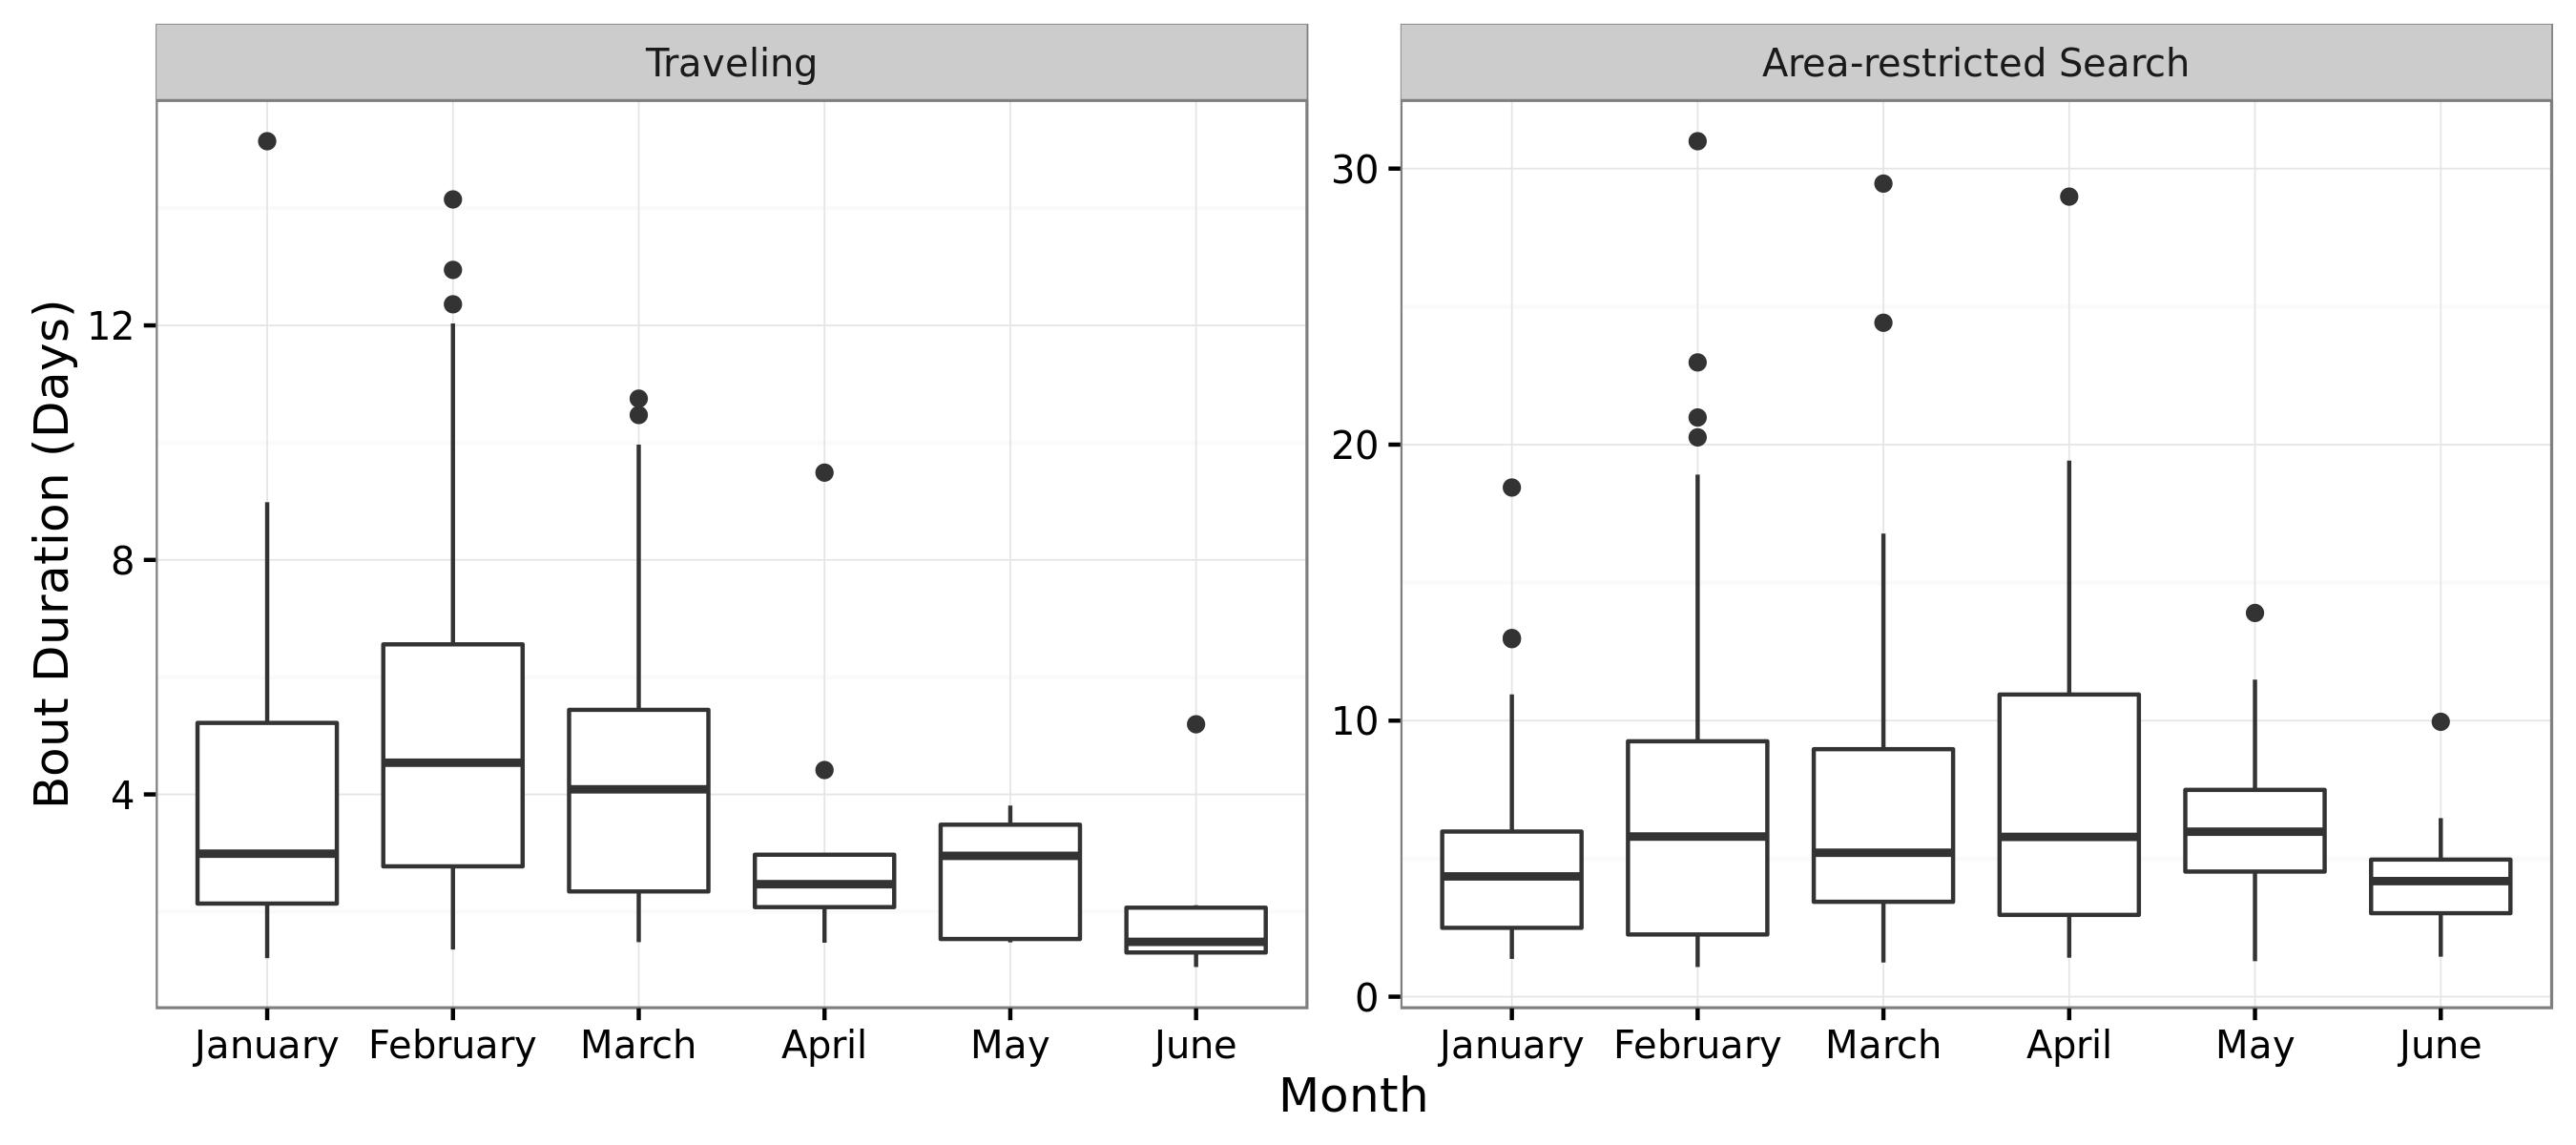 Traveling
Area-restricted Search
Bout Duration (Days)
12
8
4
30
20
10
0
January February March April May June
January February March April May June
Month